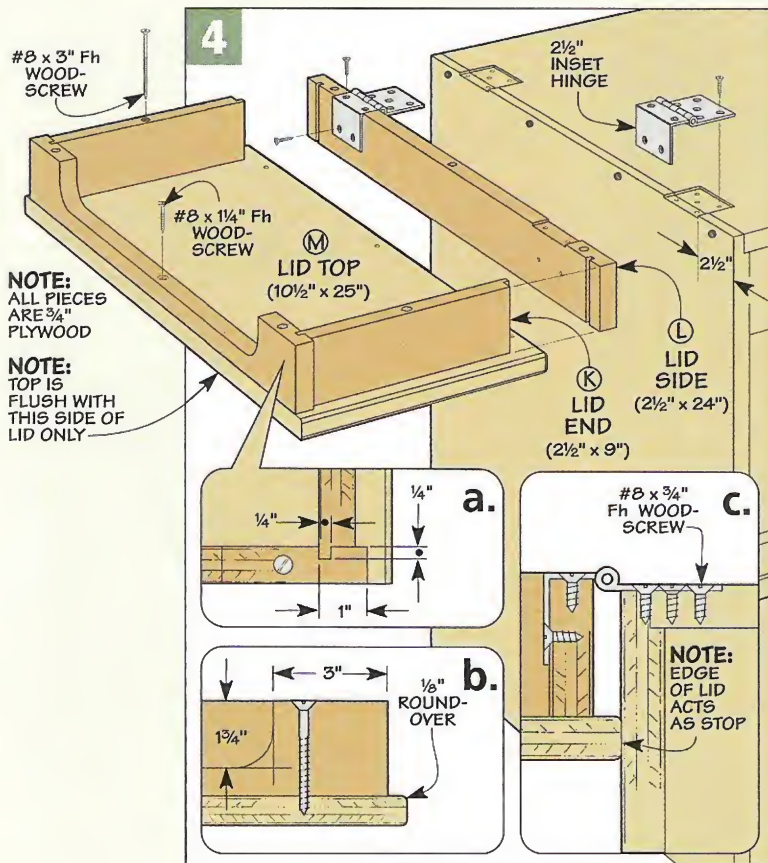 4
#8 x 3" Fh
WOOD-
SCREW
2½"
INSET
HINGE
#8 x 1¼" Fh
WOOD-
SCREW
M
LID TOP
(10½" x 25")
2½"
NOTE:
ALL PIECES
ARE ¾"
PLYWOOD
NOTE:
TOP IS
FLUSH WITH
THIS SIDE OF
LID ONLY
L
LID
SIDE
(2½" x 24")
K
LID
END
(2½" x 9")
a.
¼"
¼"
1"
b.
3"
⅛"
ROUND-
OVER
1¾"
c.
#8 x ¾"
Fh WOOD-
SCREW
NOTE:
EDGE
OF LID
ACTS
AS STOP